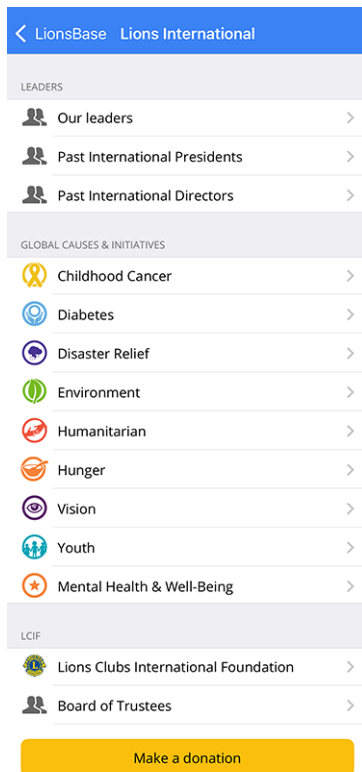 LionsBase Lions International
LEADERS
Our leaders
Past International Presidents
Past International Directors
GLOBAL CAUSES & INITIATIVES
Childhood Cancer
Diabetes
Disaster Relief
Environment
Humanitarian
Hunger
Vision
Youth
Mental Health & Well-Being
LCIF
L
Lions Clubs International Foundation
Board of Trustees
Make a donation